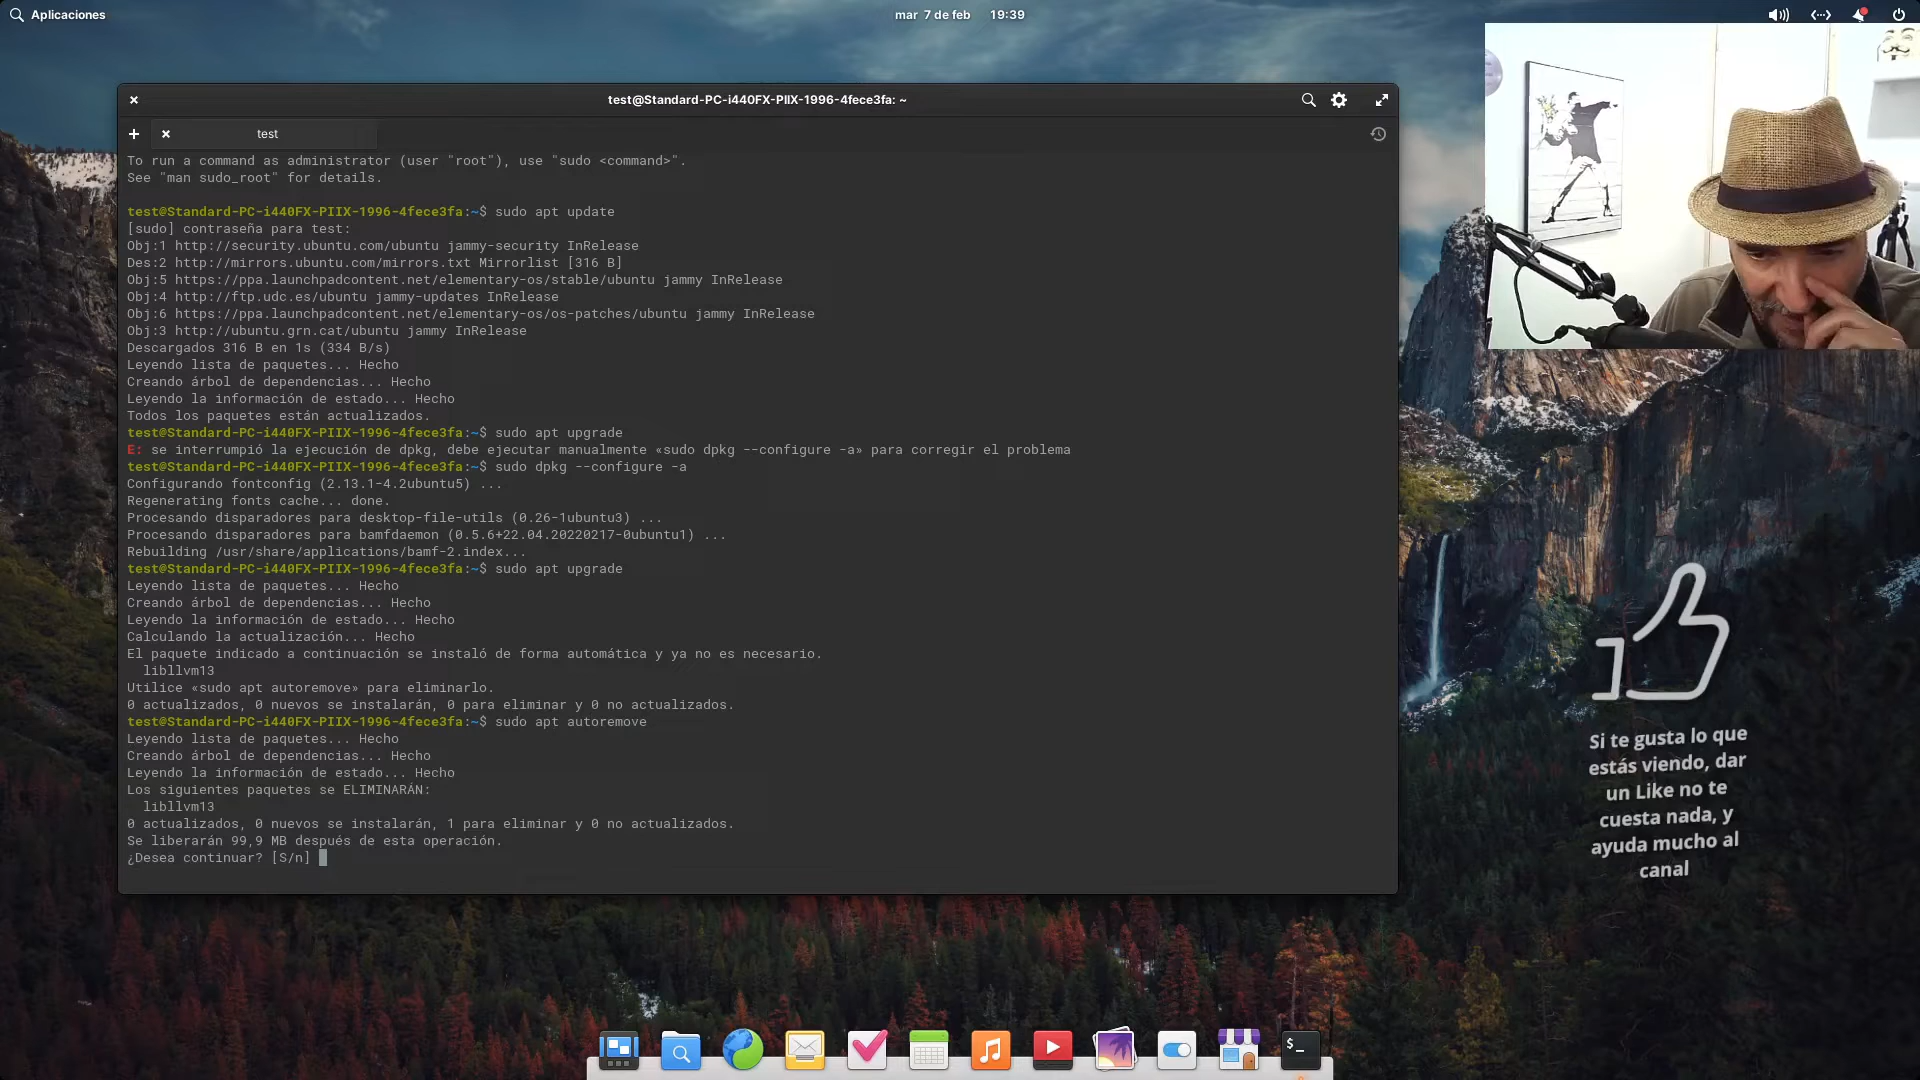 Aplicaciones
mar 7 de feb 19:39
test@Standard-PC-i440FX-PIIX-1996-4fece3fa: ~
test
To run a command as administrator (user "root"), use "sudo <command>".
See "man sudo_root" for details.
test@Standard-PC-i440FX-PIIX-1996-4fece3fa:~$ sudo apt update
[sudo] contraseña para test:
Obj:1 http://security.ubuntu.com/ubuntu jammy-security InRelease
Des:2 http://mirrors.ubuntu.com/mirrors.txt Mirrorlist [316 B]
Obj:5 https://ppa.launchpadcontent.net/elementary-os/stable/ubuntu jammy InRelease
Obj:4 http://ftp.udc.es/ubuntu jammy-updates InRelease
Obj:6 https://ppa.launchpadcontent.net/elementary-os/os-patches/ubuntu jammy InRelease
Obj:3 http://ubuntu.grn.cat/ubuntu jammy InRelease
Descargados 316 B en 1s (334 B/s)
Leyendo lista de paquetes... Hecho
Creando árbol de dependencias... Hecho
Leyendo la información de estado... Hecho
Todos los paquetes están actualizados.
test@Standard-PC-i440FX-PIIX-1996-4fece3fa:~$ sudo apt upgrade
E: se interrumpió la ejecución de dpkg, debe ejecutar manualmente «sudo dpkg --configure -a» para corregir el problema
test@Standard-PC-i440FX-PIIX-1996-4fece3fa:~$ sudo dpkg --configure -a
Configurando fontconfig (2.13.1-4.2ubuntu5) ...
Regenerating fonts cache... done.
Procesando disparadores para desktop-file-utils (0.26-1ubuntu3) ...
Procesando disparadores para bamfdaemon (0.5.6+22.04.20220217-0ubuntu1) ...
Rebuilding /usr/share/applications/bamf-2.index...
test@Standard-PC-i440FX-PIIX-1996-4fece3fa:~$ sudo apt upgrade
Leyendo lista de paquetes... Hecho
Creando árbol de dependencias... Hecho
Leyendo la información de estado... Hecho
Calculando la actualización... Hecho
El paquete indicado a continuación se instaló de forma automática y ya no es necesario.
libllvm13
Utilice «sudo apt autoremove» para eliminarlo.
0 actualizados, 0 nuevos se instalarán, 0 para eliminar y 0 no actualizados.
test@Standard-PC-i440FX-PIIX-1996-4fece3fa:~$ sudo apt autoremove
Leyendo lista de paquetes... Hecho
Creando árbol de dependencias... Hecho
Leyendo la información de estado... Hecho
Los siguientes paquetes se ELIMINARÁN:
libllvm13
0 actualizados, 0 nuevos se instalarán, 1 para eliminar y 0 no actualizados.
Se liberarán 99,9 MB después de esta operación.
¿Desea continuar? [S/n]
Si te gusta lo que
estás viendo, dar
un Like no te
cuesta nada, y
ayuda mucho al
canal